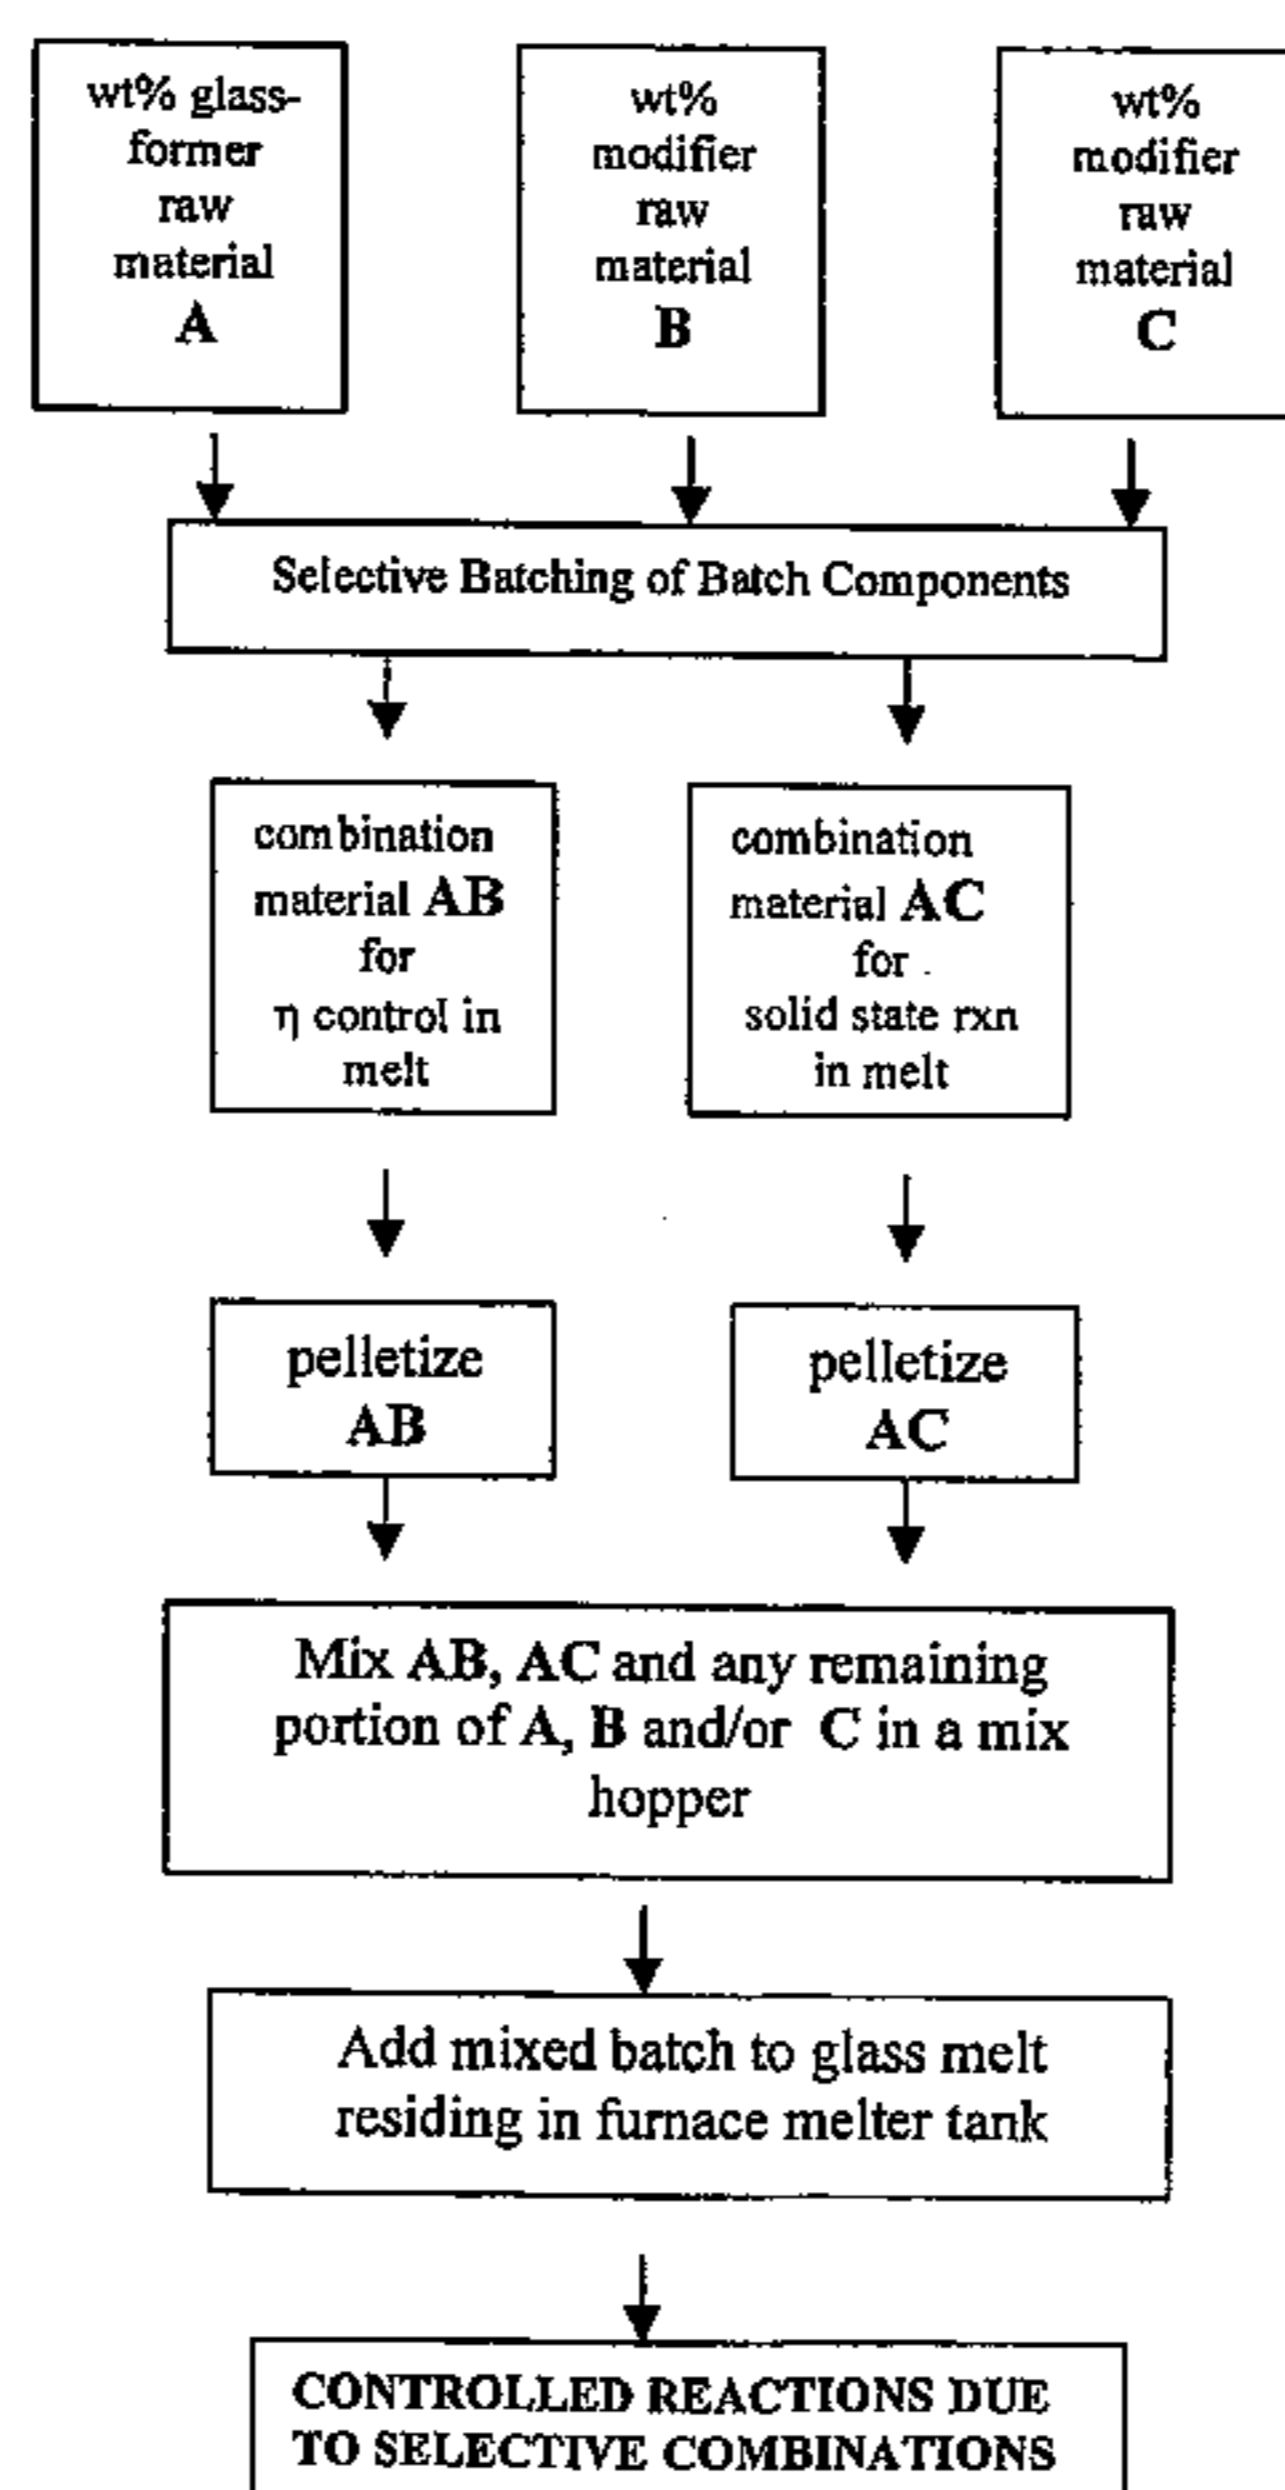 wt% glass-
former
raw
material
A
wt%
modifier
raw
material
B
wt%
modifier
raw
material
C
Selective Batching of Batch Components
combination
material AB
for
η control in
melt
combination
material AC
for
solid state rxn
in melt
pelletize
AB
pelletize
AC
Mix AB, AC and any remaining
portion of A, B and/or C in a mix
hopper
Add mixed batch to glass melt
residing in furnace melter tank
CONTROLLED REACTIONS DUE
TO SELECTIVE COMBINATIONS